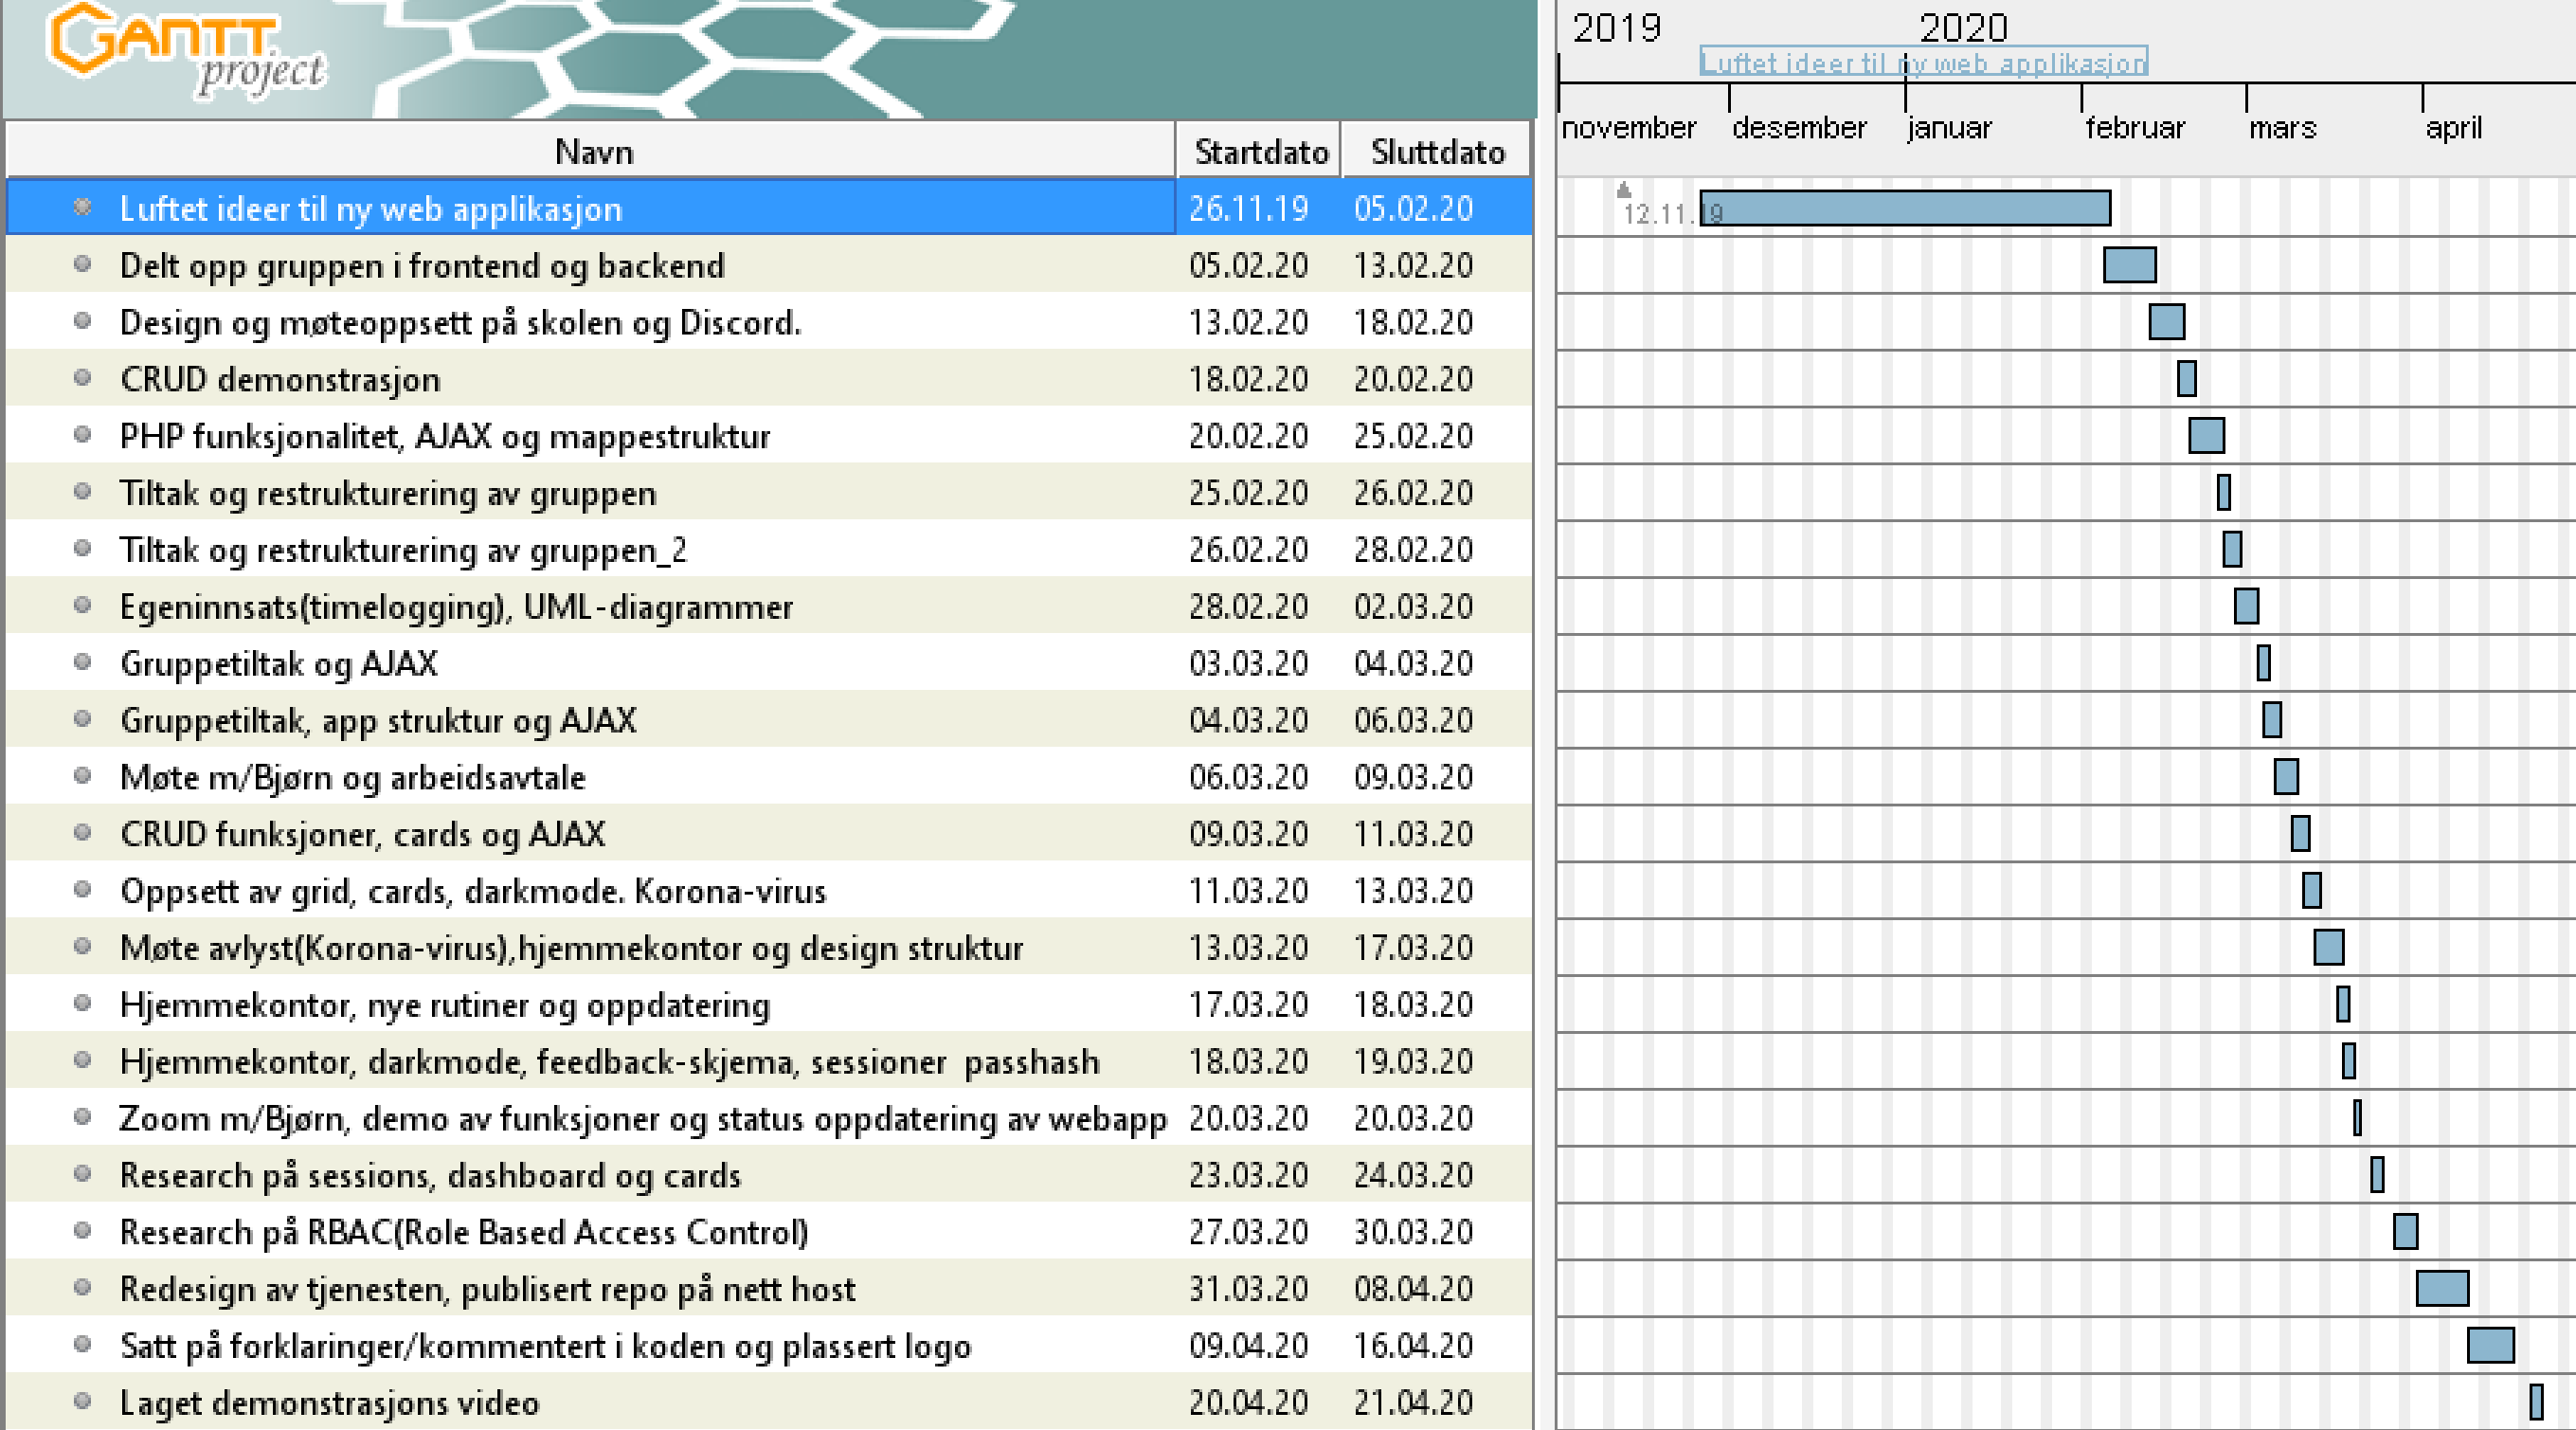 GANTT
project
2019 2020
Luftet ideer til ny web applikasjon
november desember januar februar mars april
Navn Startdato Sluttdato
Luftet ideer til ny web applikasjon 26.11.19 05.02.20
12.11.19
Delt opp gruppen i frontend og backend 05.02.20 13.02.20
Design og møteoppsett på skolen og Discord. 13.02.20 18.02.20
CRUD demonstrasjon 18.02.20 20.02.20
PHP funksjonalitet, AJAX og mappestruktur 20.02.20 25.02.20
Tiltak og restrukturering av gruppen 25.02.20 26.02.20
Tiltak og restrukturering av gruppen_2 26.02.20 28.02.20
Egeninnsats(timelogging), UML-diagrammer 28.02.20 02.03.20
Gruppetiltak og AJAX 03.03.20 04.03.20
Gruppetiltak, app struktur og AJAX 04.03.20 06.03.20
Møte m/Bjørn og arbeidsavtale 06.03.20 09.03.20
CRUD funksjoner, cards og AJAX 09.03.20 11.03.20
Oppsett av grid, cards, darkmode. Korona-virus 11.03.20 13.03.20
Møte avlyst(Korona-virus),hjemmekontor og design struktur 13.03.20 17.03.20
Hjemmekontor, nye rutiner og oppdatering 17.03.20 18.03.20
Hjemmekontor, darkmode, feedback-skjema, sessioner  passhash 18.03.20 19.03.20
Zoom m/Bjørn, demo av funksjoner og status oppdatering av webapp 20.03.20 20.03.20
Research på sessions, dashboard og cards 23.03.20 24.03.20
Research på RBAC(Role Based Access Control) 27.03.20 30.03.20
Redesign av tjenesten, publisert repo på nett host 31.03.20 08.04.20
Satt på forklaringer/kommentert i koden og plassert logo 09.04.20 16.04.20
Laget demonstrasjons video 20.04.20 21.04.20